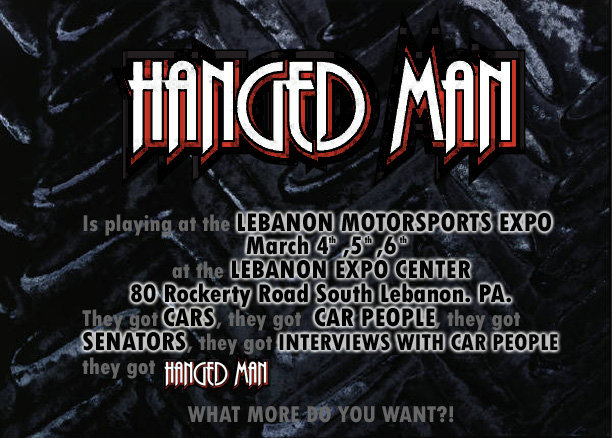 HANGED MAN
Is playing at the LEBANON MOTORSPORTS EXPO
March 4th ,5th ,6th
at the LEBANON EXPO CENTER
80 Rockerty Road South Lebanon. PA.
They got CARS, they got CAR PEOPLE, they got
SENATORS, they got INTERVIEWS WITH CAR PEOPLE
they got HANGED MAN
WHAT MORE DO YOU WANT?!